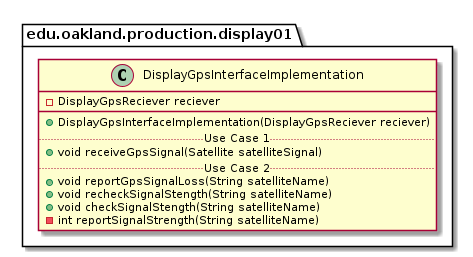 edu.oakland.production.display01
C DisplayGpsInterfaceImplementation
DisplayGpsReciever reciever
DisplayGpsInterfaceImplementation(DisplayGpsReciever reciever)
Use Case 1
void receiveGpsSignal(Satellite satelliteSignal)
Use Case 2
void reportGpsSignalLoss(String satelliteName)
void recheckSignalStength(String satelliteName)
void checkSignalStength(String satelliteName)
int reportSignalStrength(String satelliteName)